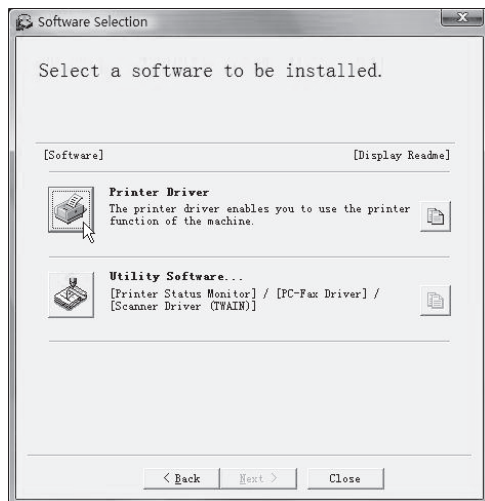 Software Selection
Select a software to be installed.
[Software] [Display Readme]
Printer Driver
The printer driver enables you to use the printer
function of the machine.
Utility Software...
[Printer Status Monitor] / [PC-Fax Driver] /
[Scanner Driver (TWAIN)]
< Back Next > Close